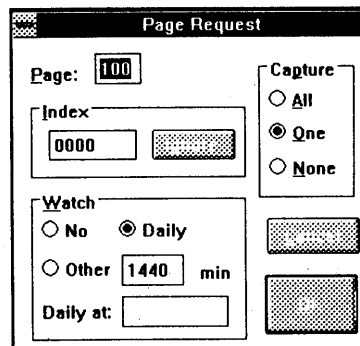 Page Request
Page: 100
Capture
All
One
None
Index
0000
Watch
No Daily
Other 1440 min
Daily at: